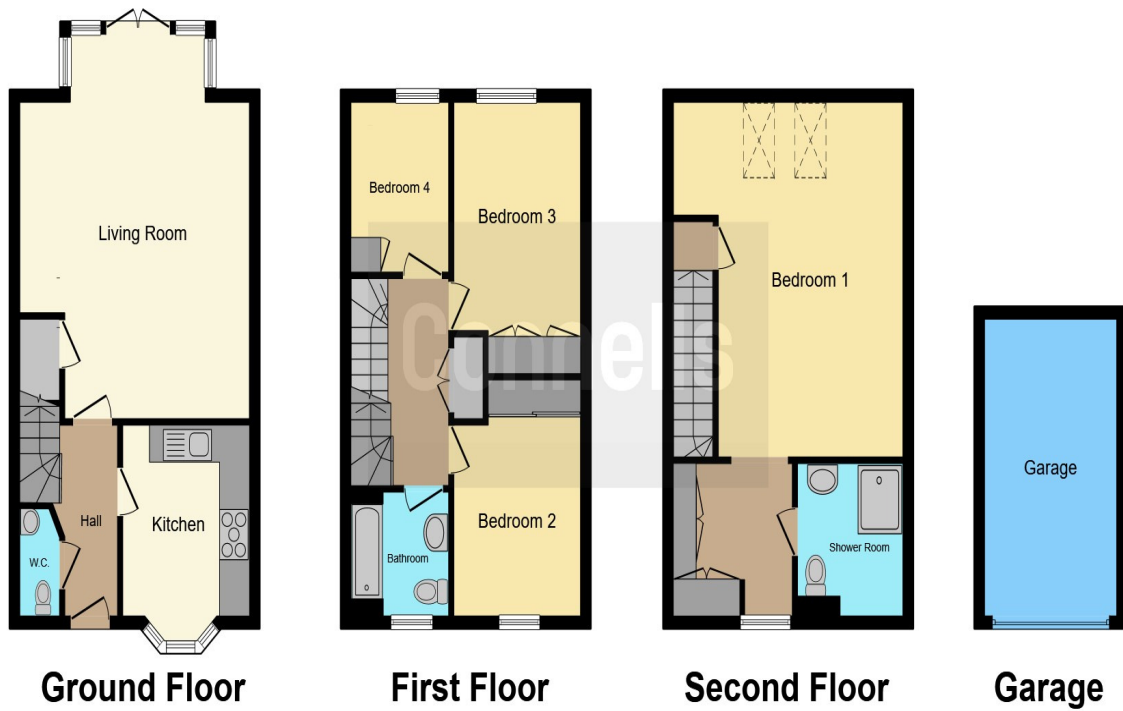 Living Room
Hall
Kitchen
W.C.
Ground Floor
Bedroom 4
Bedroom 3
Bedroom 2
Bathroom
First Floor
Bedroom 1
Shower Room
Second Floor
Garage
Garage
Connells